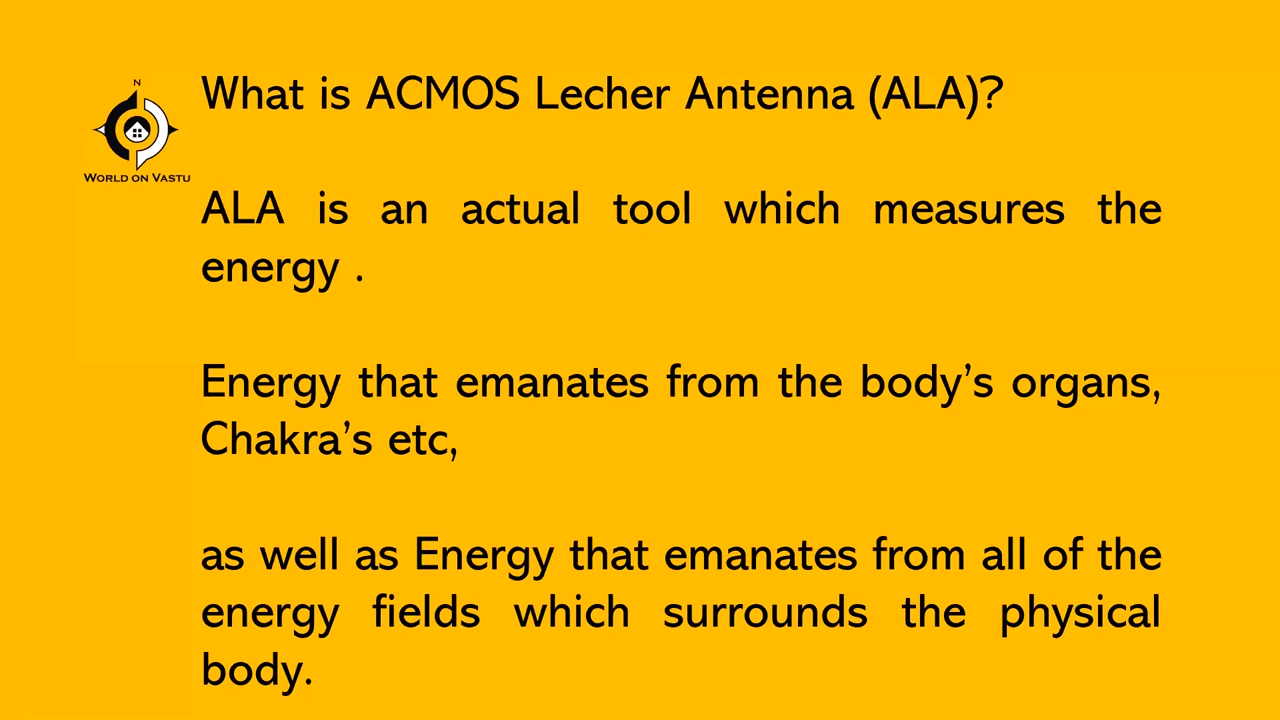 N
WORLD ON VASTU
What is ACMOS Lecher Antenna (ALA)?
ALA is an actual tool which measures the
energy .
Energy that emanates from the body’s organs,
Chakra’s etc,
as well as Energy that emanates from all of the
energy fields which surrounds the physical
body.